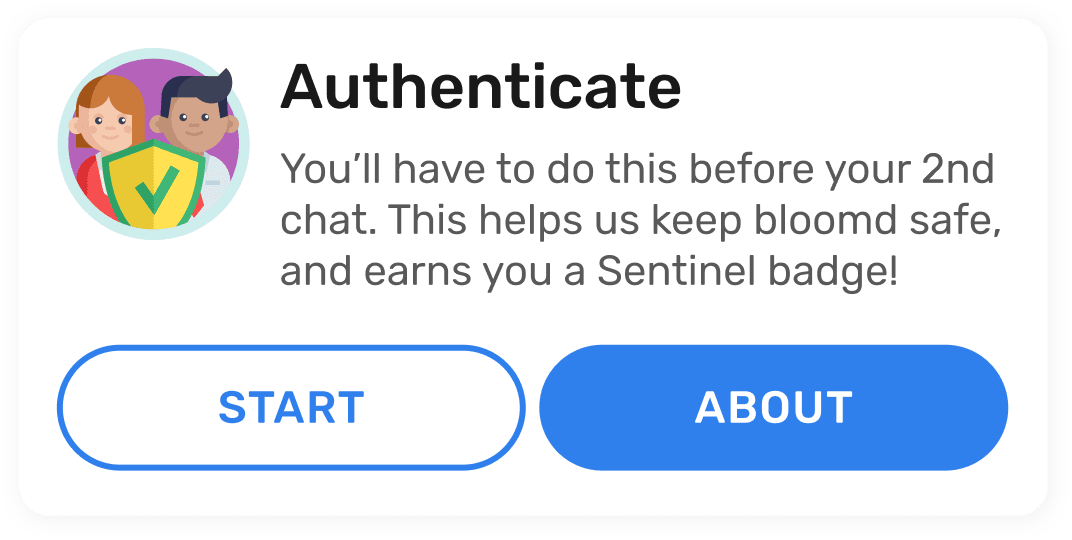 Authenticate
You’ll have to do this before your 2nd
chat. This helps us keep bloomd safe,
and earns you a Sentinel badge!
START
ABOUT